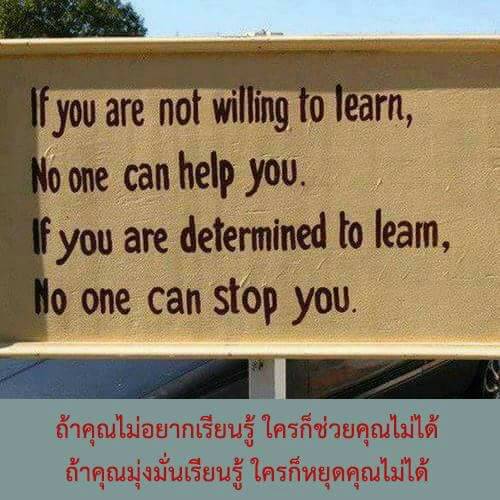 If you are not willing to learn,
No one can help you.
If you are determined to learn,
No one can stop you.
ถ้าคุณไม่อยากเรียนรู้ ใครก็ช่วยคุณไม่ได้
ถ้าคุณมุ่งมั่นเรียนรู้ ใครก็หยุดคุณไม่ได้